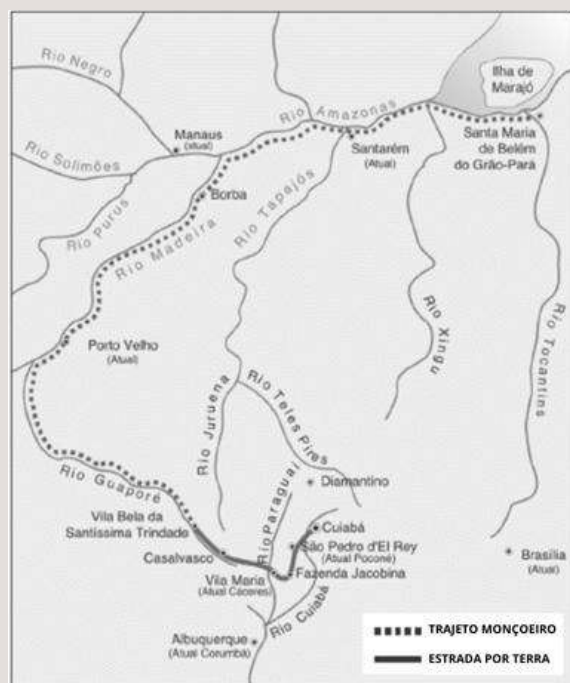 Rio Negro
Ilha de
Marajó
Rio Amazonas
Manaus
(atual)
Santarém
(Atual)
Santa Maria
de Belém
do Grão-Pará
Rio Solimões
Borba
Rio Purus
Rio Madeira
Rio Tapajós
Rio Xingu
Rio Tocantins
Porto Velho
(Atual)
Rio Juruena
Rio Teles Pires
Rio Guaporé
Rio Paraguai
Diamantino
Vila Bela da
Santíssima Trindade
Cuiabá
São Pedro d'El Rey
(Atual Poconé)
Casalvasco
Brasília
(Atual)
Vila Maria
(Atual Cáceres)
Fazenda Jacobina
Rio Cuiabá
Albuquerque
(Atual Corumbá)
TRAJETO MONÇOEIRO
ESTRADA POR TERRA